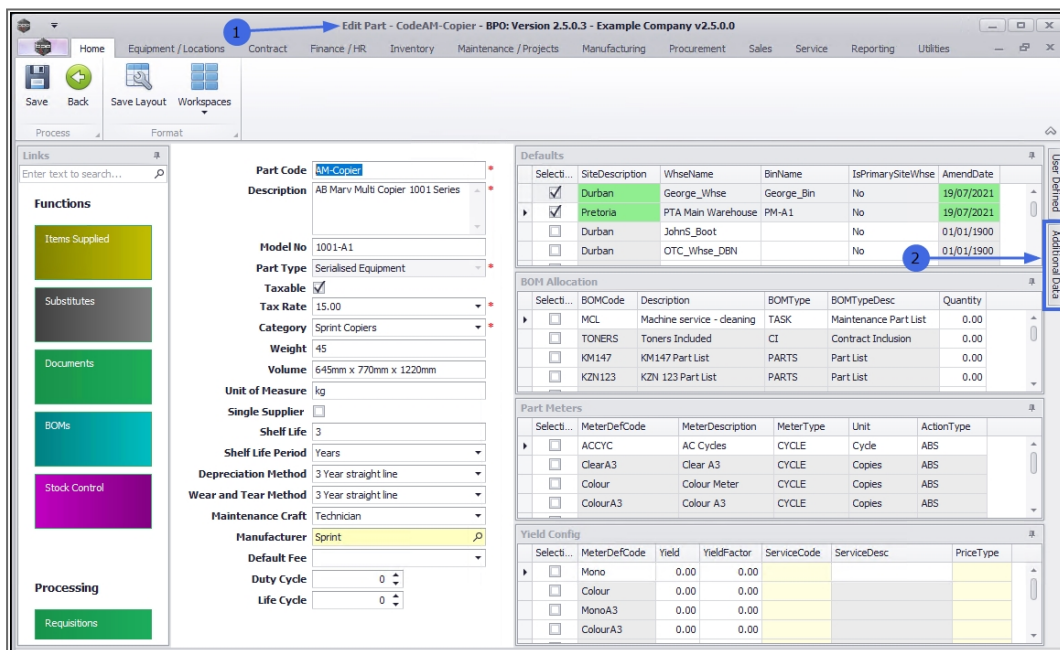 Edit Part - CodeAM-Copier - BPO: Version 2.5.0.3 - Example Company v2.5.0.0
1
Home Equipment / Locations Contract Finance / HR Inventory Maintenance / Projects Manufacturing Procurement Sales Service Reporting Utilities
Save Back Save Layout Workspaces
Process Format
Links
Enter text to search...
Functions
Items Supplied
Substitutes
Documents
BOMs
Stock Control
Processing
Requisitions
Part Code AM-Copier *
Description AB Marv Multi Copier 1001 Series *
Model No 1001-A1
Part Type Serialised Equipment *
Taxable
Tax Rate 15.00 *
Category Sprint Copiers *
Weight 45
Volume 645mm x 770mm x 1220mm
Unit of Measure kg
Single Supplier
Shelf Life 3
Shelf Life Period Years
Depreciation Method 3 Year straight line
Wear and Tear Method 3 Year straight line
Maintenance Craft Technician
Manufacturer Sprint
Default Fee
Duty Cycle 0
Life Cycle 0
Defaults
Selecti... SiteDescription WhseName BinName IsPrimarySiteWhse AmendDate
Durban George_Whse George_Bin No 19/07/2021
Pretoria PTA Main Warehouse PM-A1 No 19/07/2021
Durban JohnS_Boot No 01/01/1900
Durban OTC_Whse_DBN No 01/01/1900
2
BOM Allocation
Selecti... BOMCode Description BOMType BOMTypeDesc Quantity
MCL Machine service - cleaning TASK Maintenance Part List 0.00
TONERS Toners Included CI Contract Inclusion 0.00
KM147 KM147 Part List PARTS Part List 0.00
KZN123 KZN 123 Part List PARTS Part List 0.00
Part Meters
Selecti... MeterDefCode MeterDescription MeterType Unit ActionType
ACCYC AC Cycles CYCLE Cycle ABS
ClearA3 Clear A3 CYCLE Copies ABS
Colour Colour Meter CYCLE Copies ABS
ColourA3 Colour A3 CYCLE Copies ABS
Yield Config
Selecti... MeterDefCode Yield YieldFactor ServiceCode ServiceDesc PriceType
Mono 0.00 0.00
Colour 0.00 0.00
MonoA3 0.00 0.00
ColourA3 0.00 0.00
User Defined
Additional Data